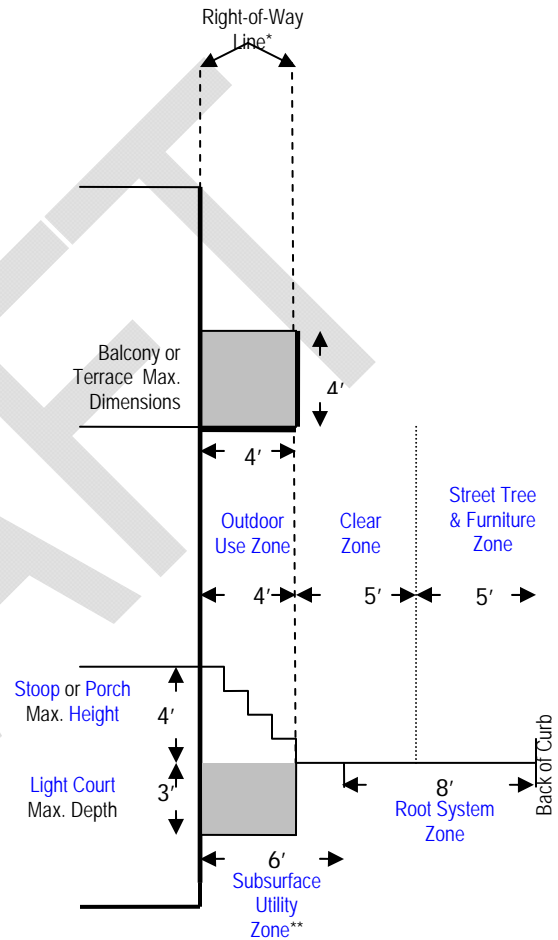 Right-of-Way
Line*
Balcony or
Terrace Max.
Dimensions
4'
4'
Outdoor
Use Zone
Clear
Zone
Street Tree
& Furniture
Zone
4'
5'
5'
Stoop or Porch
Max. Height
4'
Light Court
Max. Depth
3'
8'
Root System
Zone
Back of Curb
6'
Subsurface
Utility
Zone**